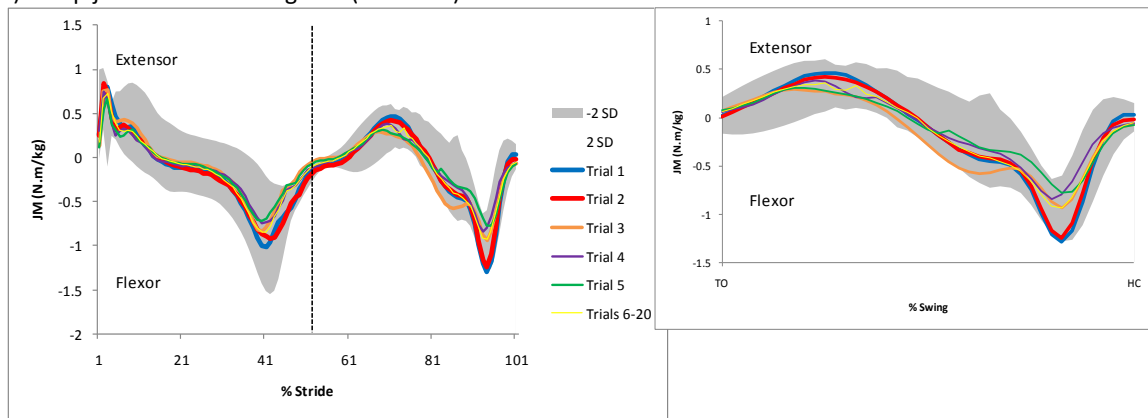 1.5
1
0.5
0
-0.5
-1
-1.5
-2
JM (N.m/kg)
Extensor
Flexor
1
21
41
61
81
101
% Stride
-2 SD
2 SD
Trial 1
Trial 2
Trial 3
Trial 4
Trial 5
Trials 6-20
1
0.5
0
-0.5
-1
-1.5
JM (N.m/kg)
Extensor
Flexor
TO
HC
% Swing